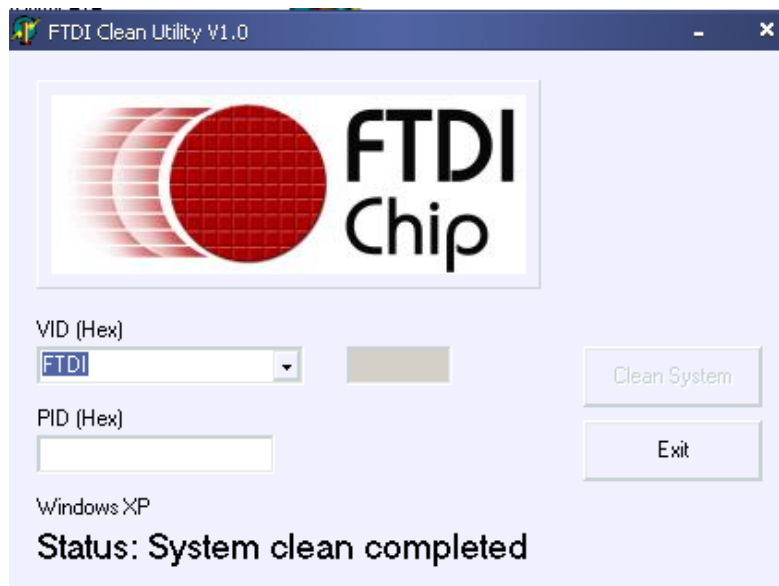 FTDI Clean Utility V1.0
FTDI
Chip
VID (Hex)
FTDI
Clean System
PID (Hex)
Exit
Windows XP
Status: System clean completed